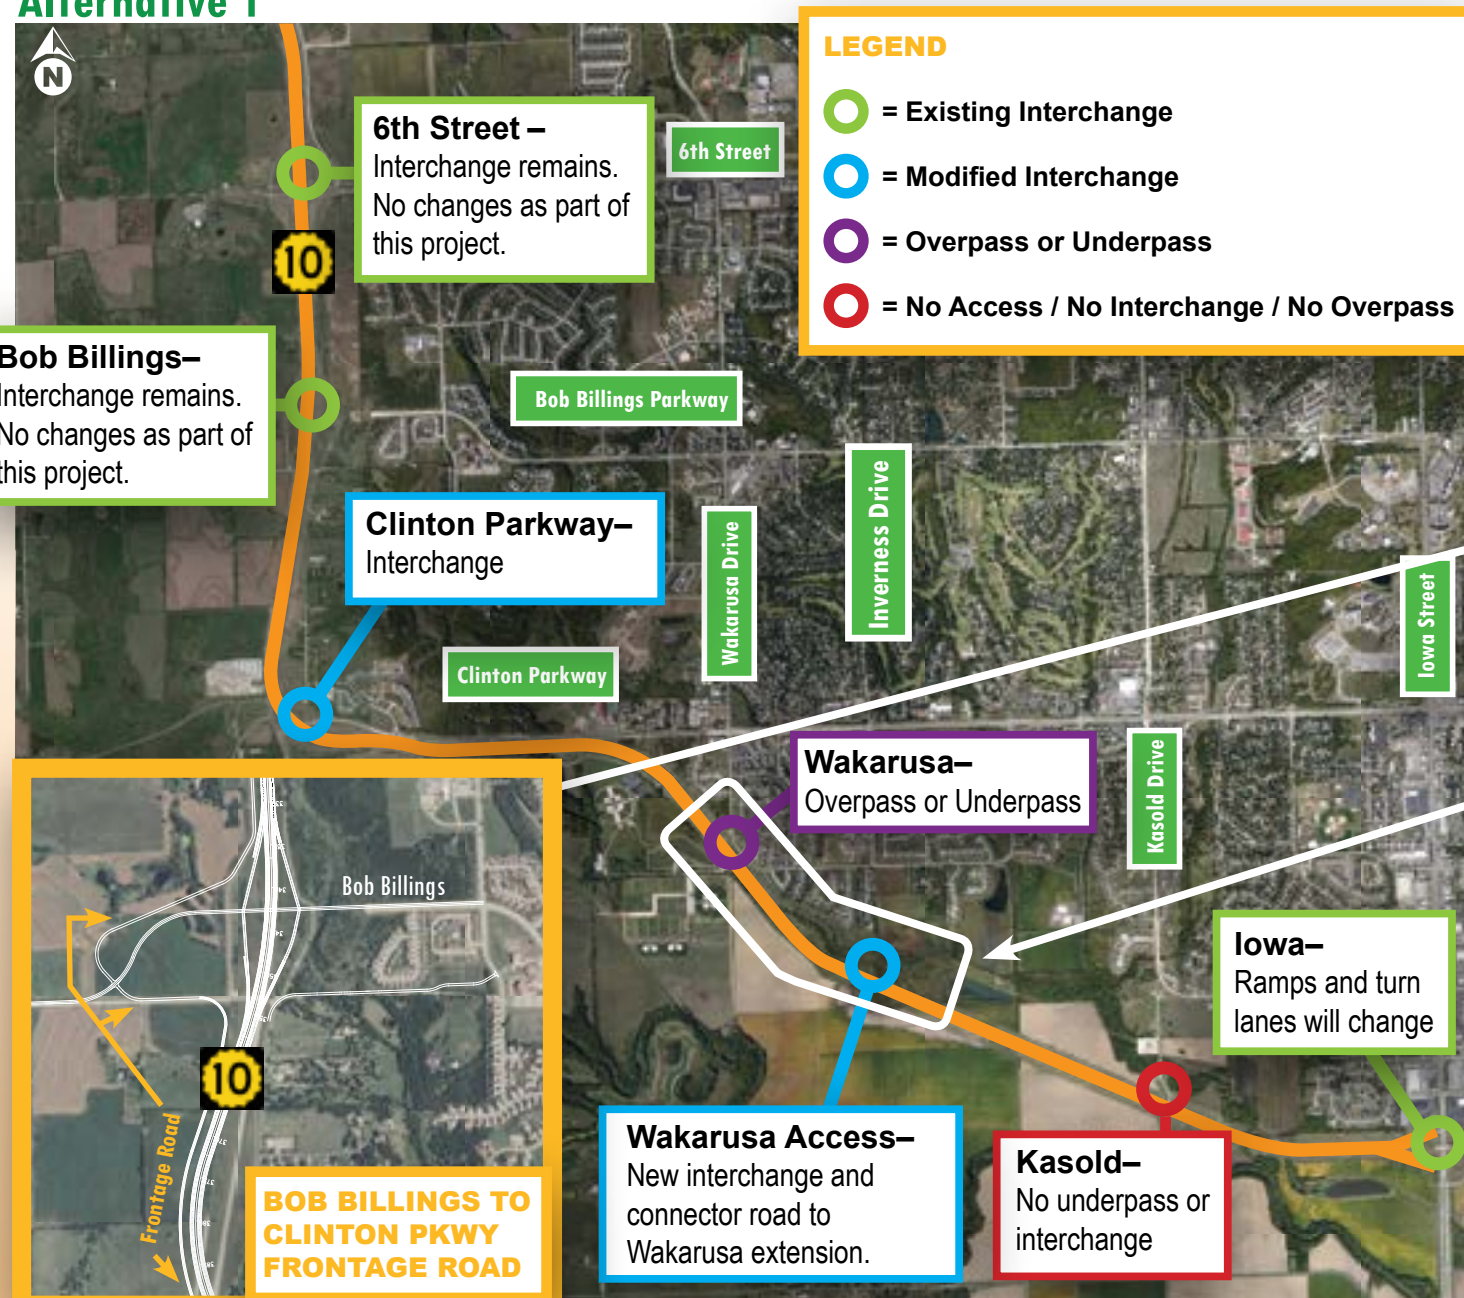 Alternative 1
N
6th Street –
Interchange remains.
No changes as part of
this project.
6th Street
LEGEND
= Existing Interchange
= Modified Interchange
= Overpass or Underpass
= No Access / No Interchange / No Overpass
10
Bob Billings–
Interchange remains.
No changes as part of
this project.
Bob Billings Parkway
Clinton Parkway–
Interchange
Wakarusa Drive
Inverness Drive
Iowa Street
Clinton Parkway
Kasold Drive
Wakarusa–
Overpass or Underpass
Iowa–
Ramps and turn
lanes will change
Bob Billings
10
Frontage Road
BOB BILLINGS TO
CLINTON PKWY
FRONTAGE ROAD
Wakarusa Access–
New interchange and
connector road to
Wakarusa extension.
Kasold–
No underpass or
interchange